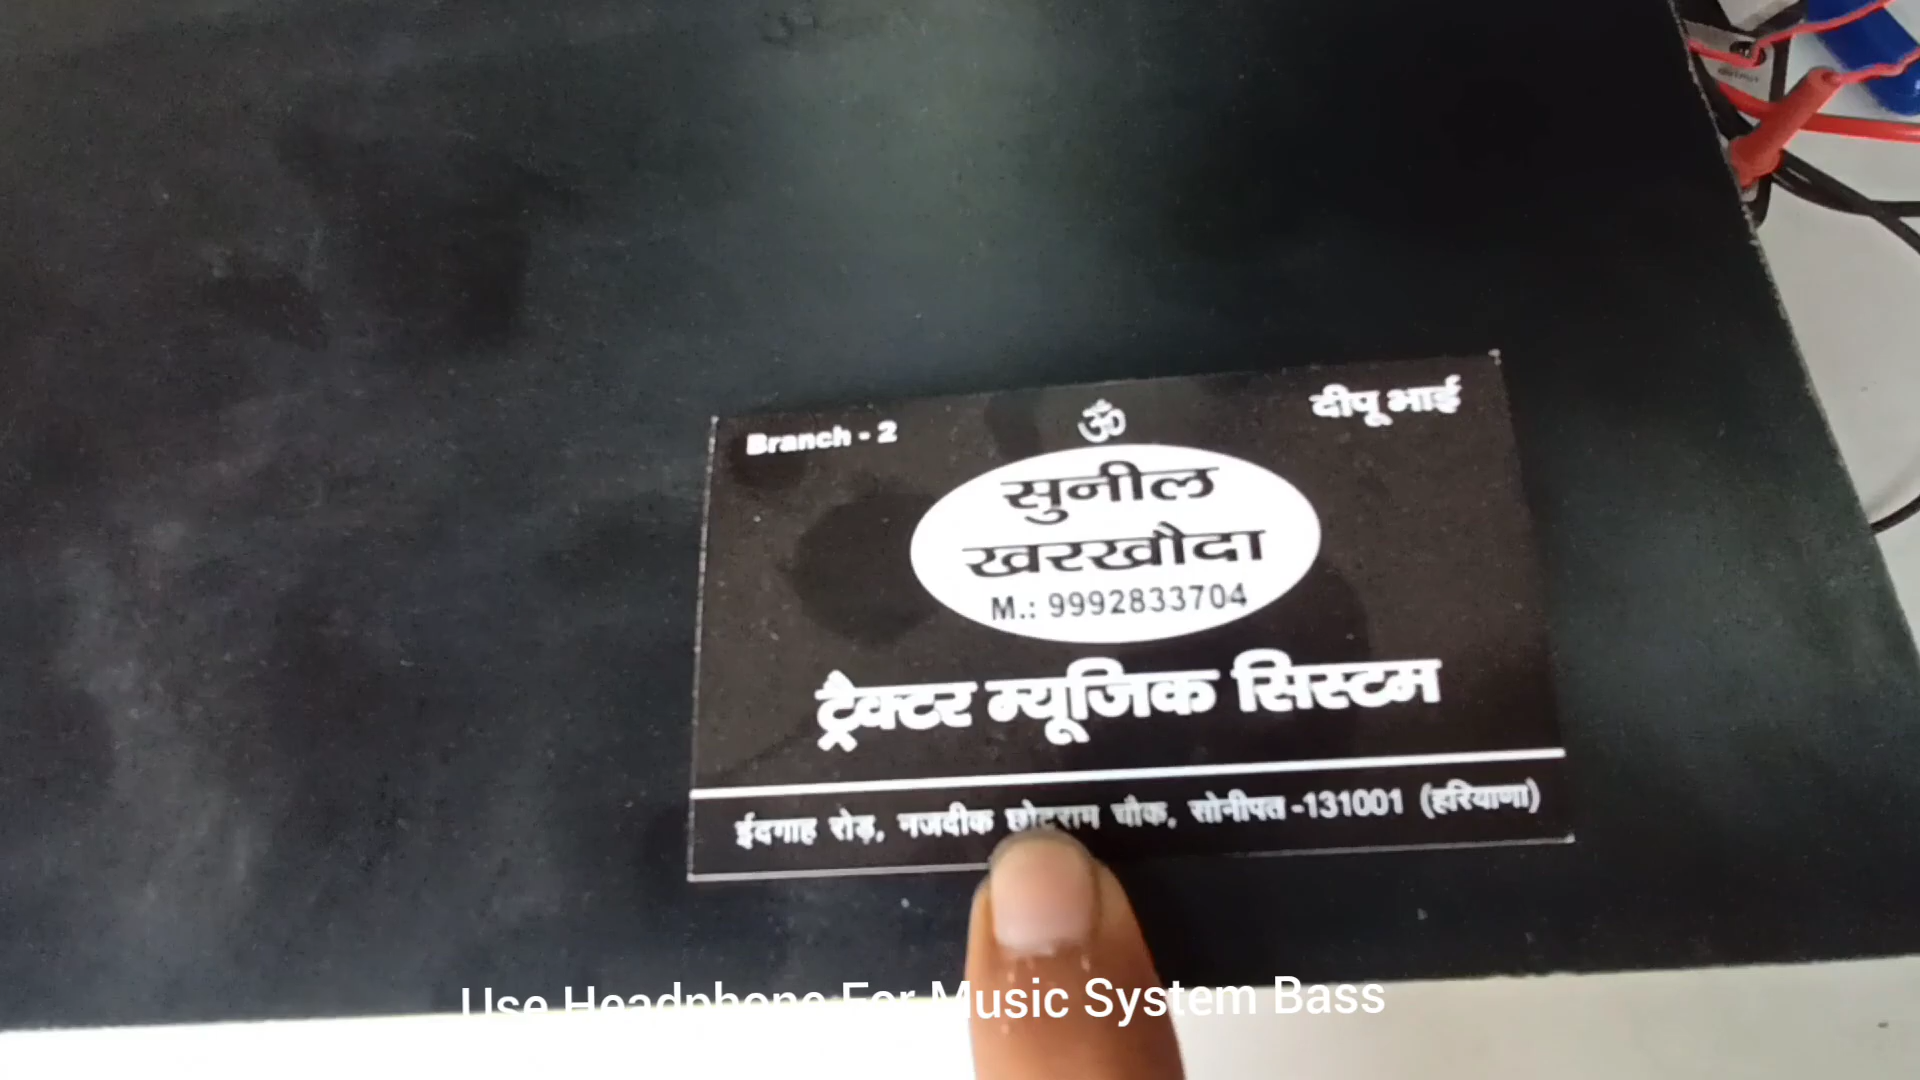 Branch - 2
ॐ
दीपू भाई
सुनील
खरखौदा
M.: 9992833704
ट्रैक्टर म्यूजिक सिस्टम
ईदगाह रोड़, नजदीक छोटूराम चौक, सोनीपत -131001 (हरियाणा)
Use Headphone For Music System Bass